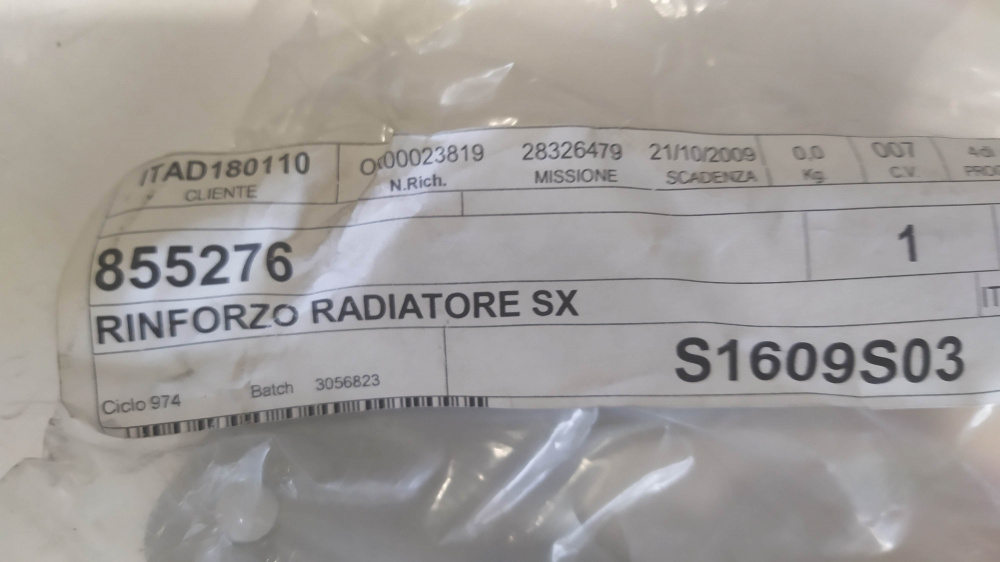 ITAD180110 00023819 28326479 21/10/2009 0,0 007
CLIENTE N.Rich. MISSIONE SCADENZA Kg C.V.
855276 1
RINFORZO RADIATORE SX IT
S1609S03
Ciclo 974 Batch 3056823